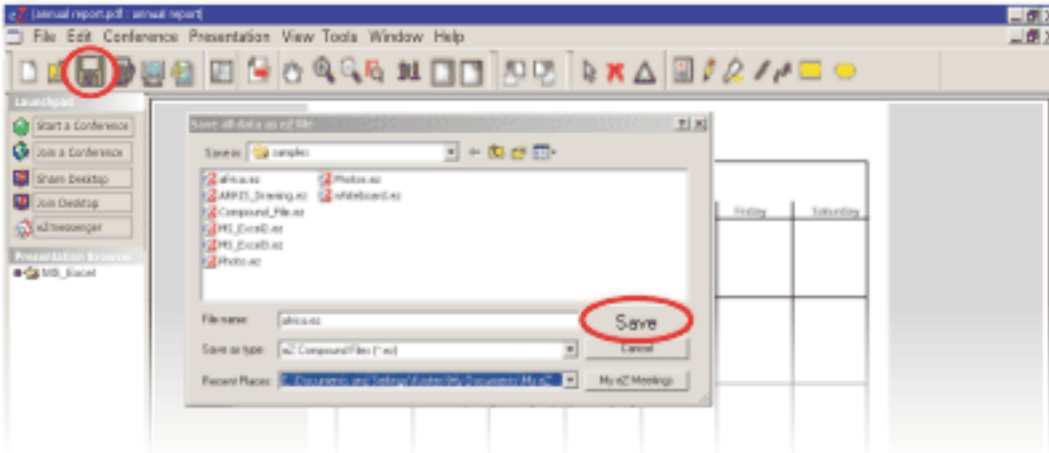 eZ [annual report.pdf : annual report]
File Edit Conference Presentation View Tools Window Help
Launchpad
Start a Conference
Join a Conference
Share Desktop
Join Desktop
eZmessenger
Presentation Browser
MS_Excel
Save all data as eZ file
Save in: samples
africa.ez Photos.ez
ARRIS_Drawing.ez whiteboard.ez
Compound_File.ez
MS_Excel2.ez
MS_Excel3.ez
Photo.ez
File name: africa.ez Save
Save as type: eZ Compound Files (*.ez) Cancel
Recent Places: My eZ Meetings
Friday Saturday